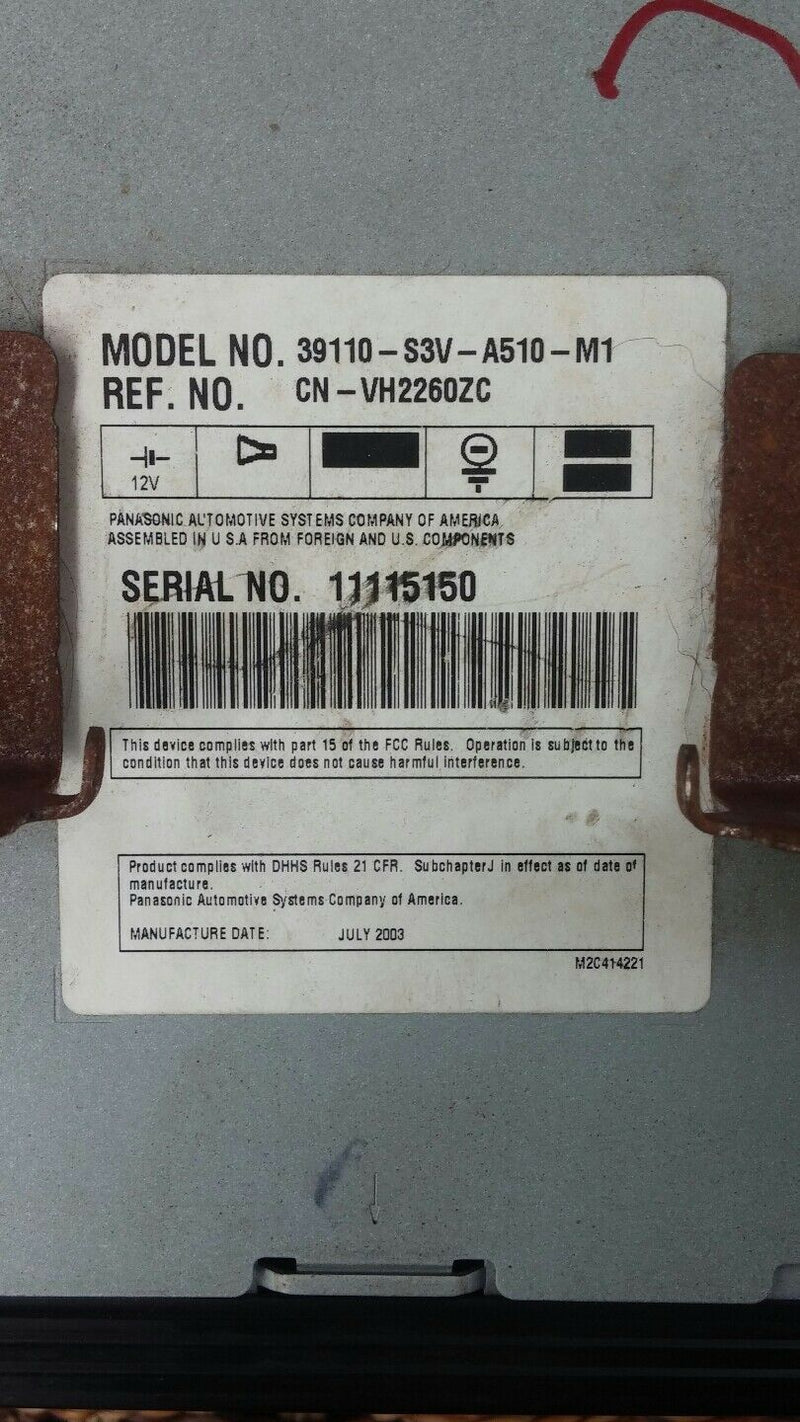 MODEL NO. 39110-S3V-A510-M1
REF. NO. CN-VH2260ZC
12V
PANASONIC AUTOMOTIVE SYSTEMS COMPANY OF AMERICA
ASSEMBLED IN U S.A FROM FOREIGN AND U.S. COMPONENTS
SERIAL NO. 11115150
This device complies with part 15 of the FCC Rules. Operation is subject to the
condition that this device does not cause harmful interference.
Product complies with DHHS Rules 21 CFR. Subchapter J in effect as of date of
manufacture.
Panasonic Automotive Systems Company of America.
MANUFACTURE DATE: JULY 2003
M2C414221